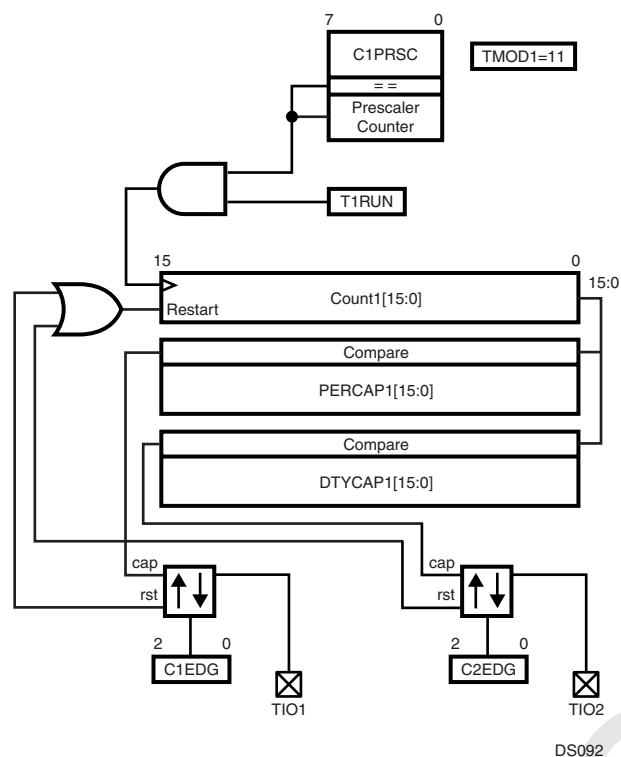 7 0
C1PRSC
TMOD1=11
= =
Prescaler
Counter
T1RUN
15 0
15:0
Count1[15:0]
Restart
Compare
PERCAP1[15:0]
Compare
DTYCAP1[15:0]
cap cap
rst rst
2 0 2 0
C1EDG C2EDG
TIO1 TIO2
DS092